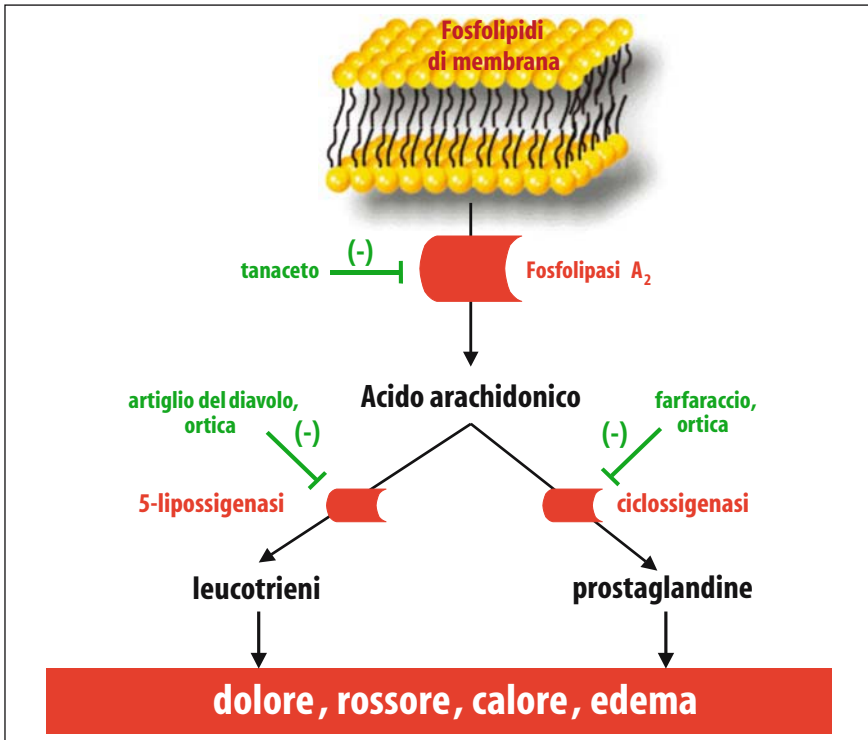 Fosfolipidi
di membrana
(-)
tanaceto
Fosfolipasi A₂
Acido arachidonico
artiglio del diavolo,
ortica
(-)
farfaraccio,
ortica
(-)
5-lipossigenasi
ciclossigenasi
leucotrieni
prostaglandine
dolore, rossore, calore, edema